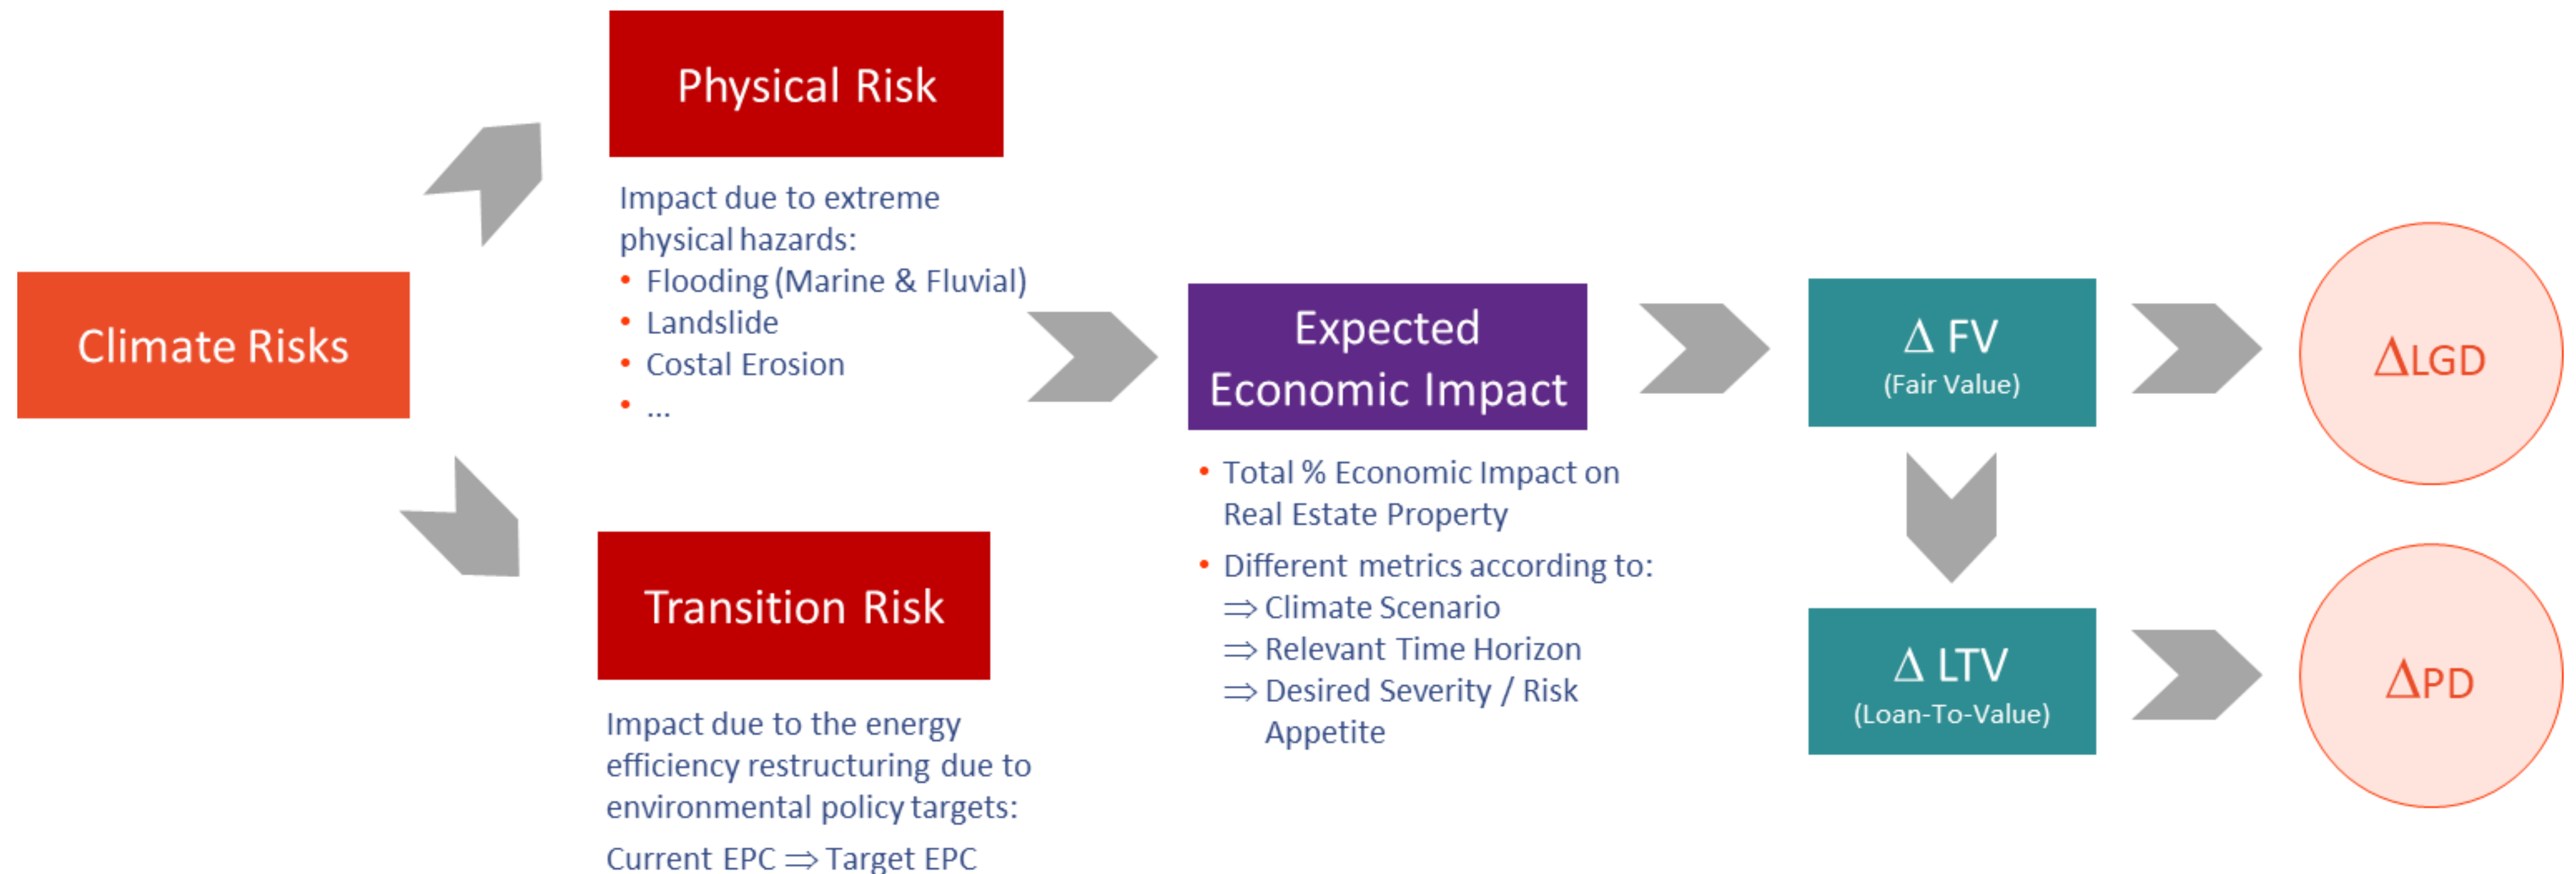 Climate Risks
Physical Risk
Impact due to extreme
physical hazards:
• Flooding (Marine & Fluvial)
• Landslide
• Costal Erosion
• ...
Transition Risk
Impact due to the energy
efficiency restructuring due to
environmental policy targets:
Current EPC ⇒ Target EPC
Expected
Economic Impact
• Total % Economic Impact on
Real Estate Property
• Different metrics according to:
⇒ Climate Scenario
⇒ Relevant Time Horizon
⇒ Desired Severity / Risk
Appetite
Δ FV
(Fair Value)
Δ LTV
(Loan-To-Value)
ΔLGD
ΔPD